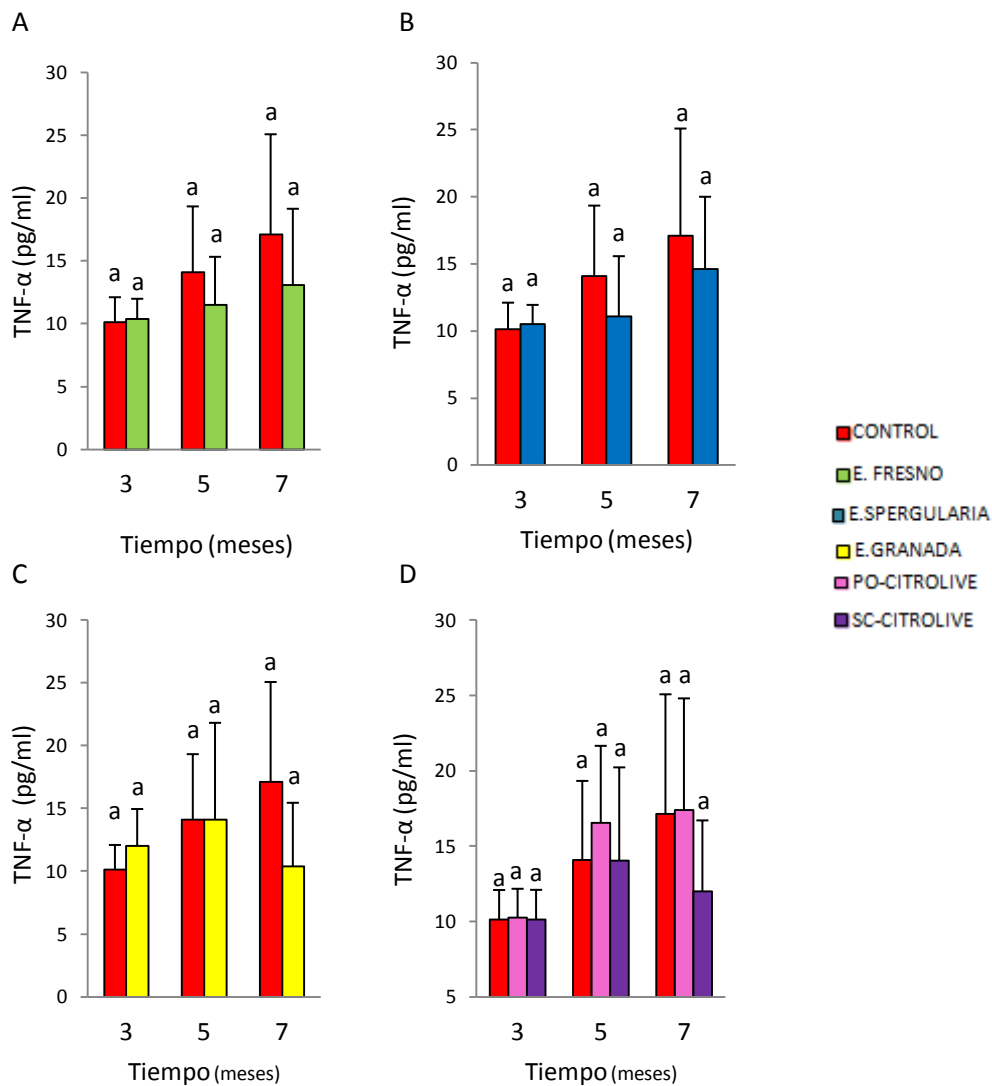 A
30
25
20
15
10
5
0
TNF-α (pg/ml)
a a a a a a
3 5 7
Tiempo (meses)
B
30
25
20
15
10
5
0
TNF-α (pg/ml)
a a a a a a
3 5 7
Tiempo (meses)
CONTROL
E. FRESNO
E.SPERGULARIA
E.GRANADA
PO-CITROLIVE
SC-CITROLIVE
C
30
25
20
15
10
5
0
TNF-α (pg/ml)
a a a a a a
3 5 7
Tiempo (meses)
D
30
25
20
15
10
5
TNF-α (pg/ml)
a a a a a a a a a
3 5 7
Tiempo (meses)